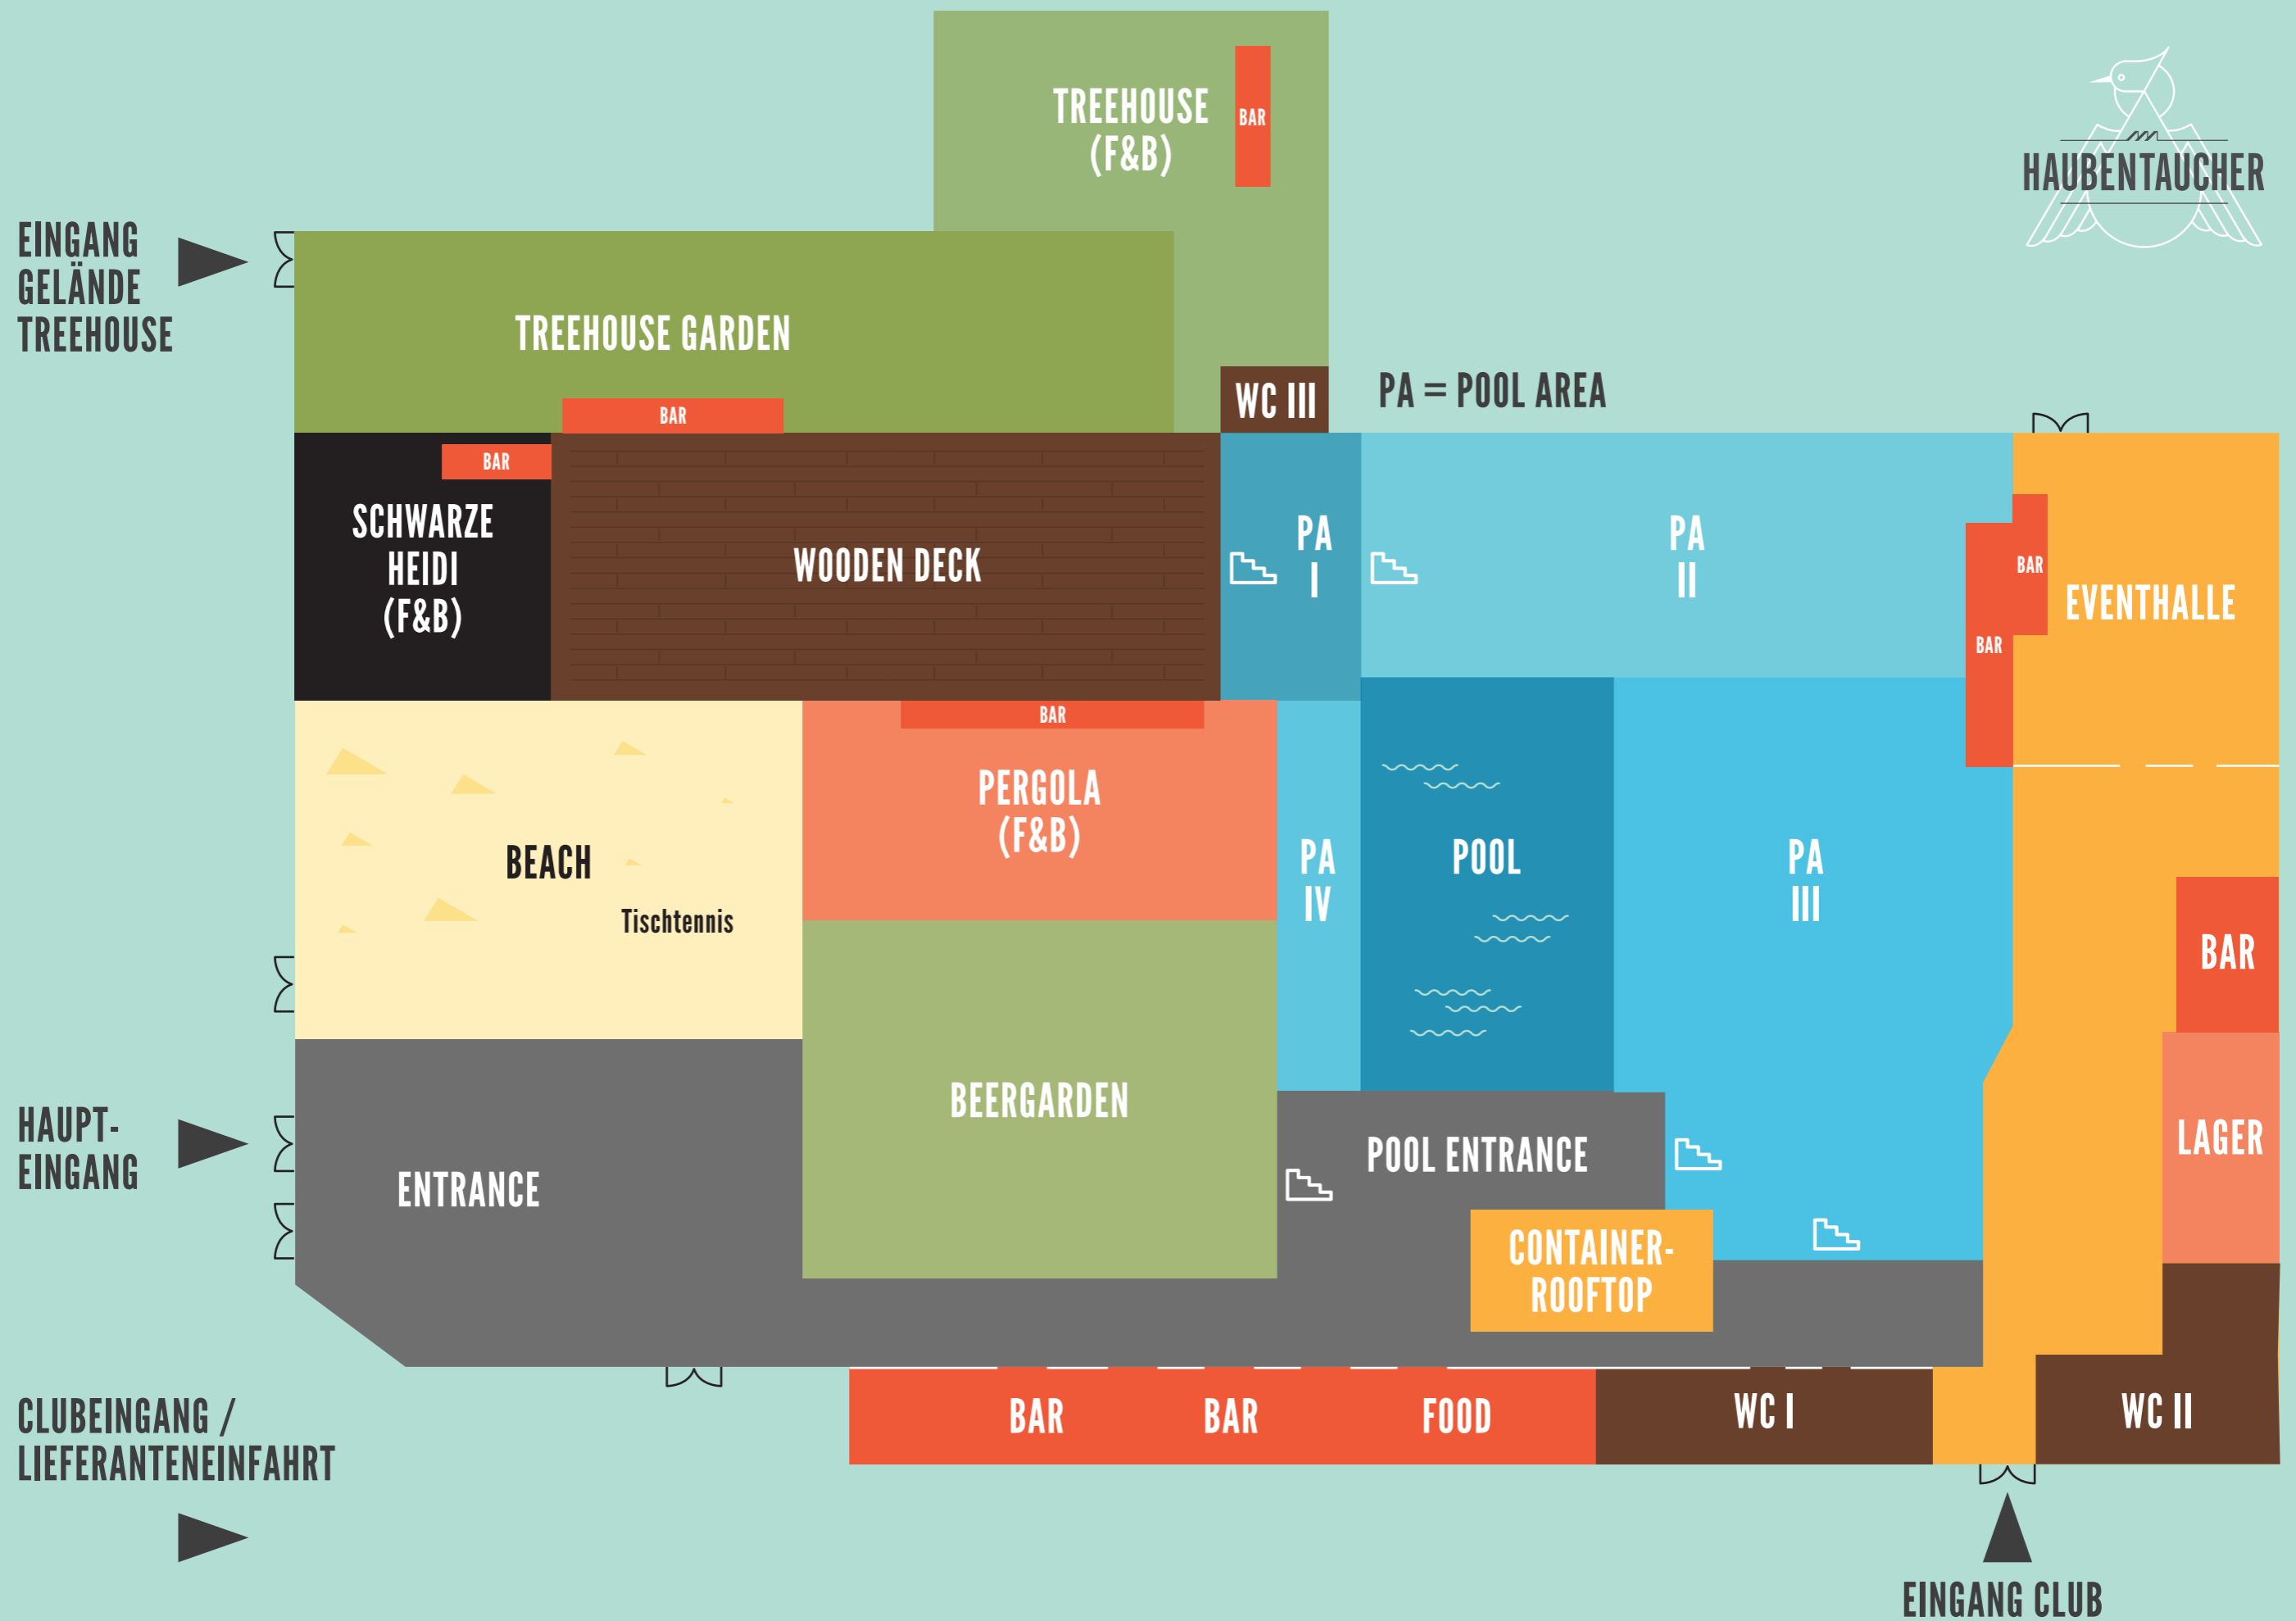 TREEHOUSE
(F&B)
BAR
HAUBENTAUCHER
EINGANG
GELÄNDE
TREEHOUSE
TREEHOUSE GARDEN
BAR
WC III
PA = POOL AREA
BAR
SCHWARZE
HEIDI
(F&B)
WOODEN DECK
PA
I
PA
II
BAR
BAR
EVENTHALLE
BAR
PERGOLA
(F&B)
BEACH
Tischtennis
PA
IV
POOL
PA
III
BAR
BEERGARDEN
LAGER
HAUPT-
EINGANG
ENTRANCE
POOL ENTRANCE
CONTAINER-
ROOFTOP
CLUBEINGANG /
LIEFERANTENEINFAHRT
BAR
BAR
FOOD
WC I
WC II
EINGANG CLUB